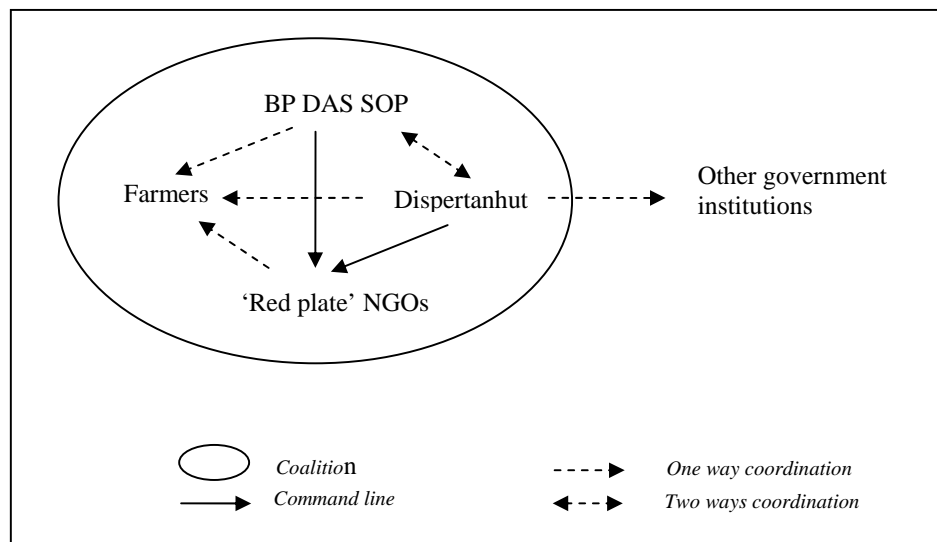 BP DAS SOP
Farmers
Dispertanhut
Other government
institutions
‘Red plate’ NGOs
Coalition
One way coordination
Command line
Two ways coordination